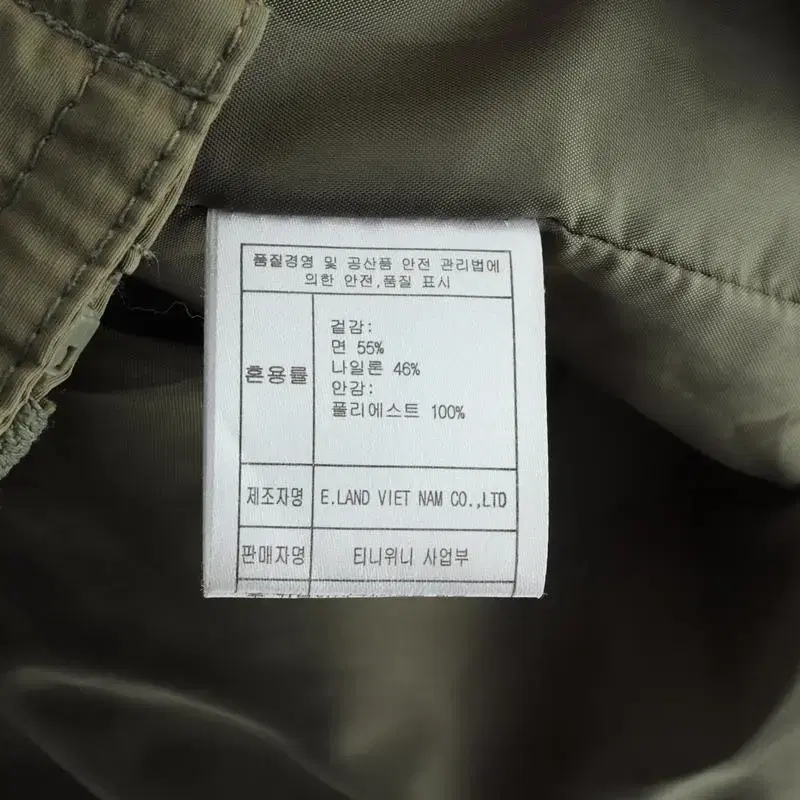 품질경영 및 공산품 안전 관리법에
의한 안전,품질 표시
혼용률
겉감:
면 55%
나일론 46%
안감:
폴리에스트 100%
제조자명 E.LAND VIET NAM CO.,LTD
판매자명 티니위니 사업부